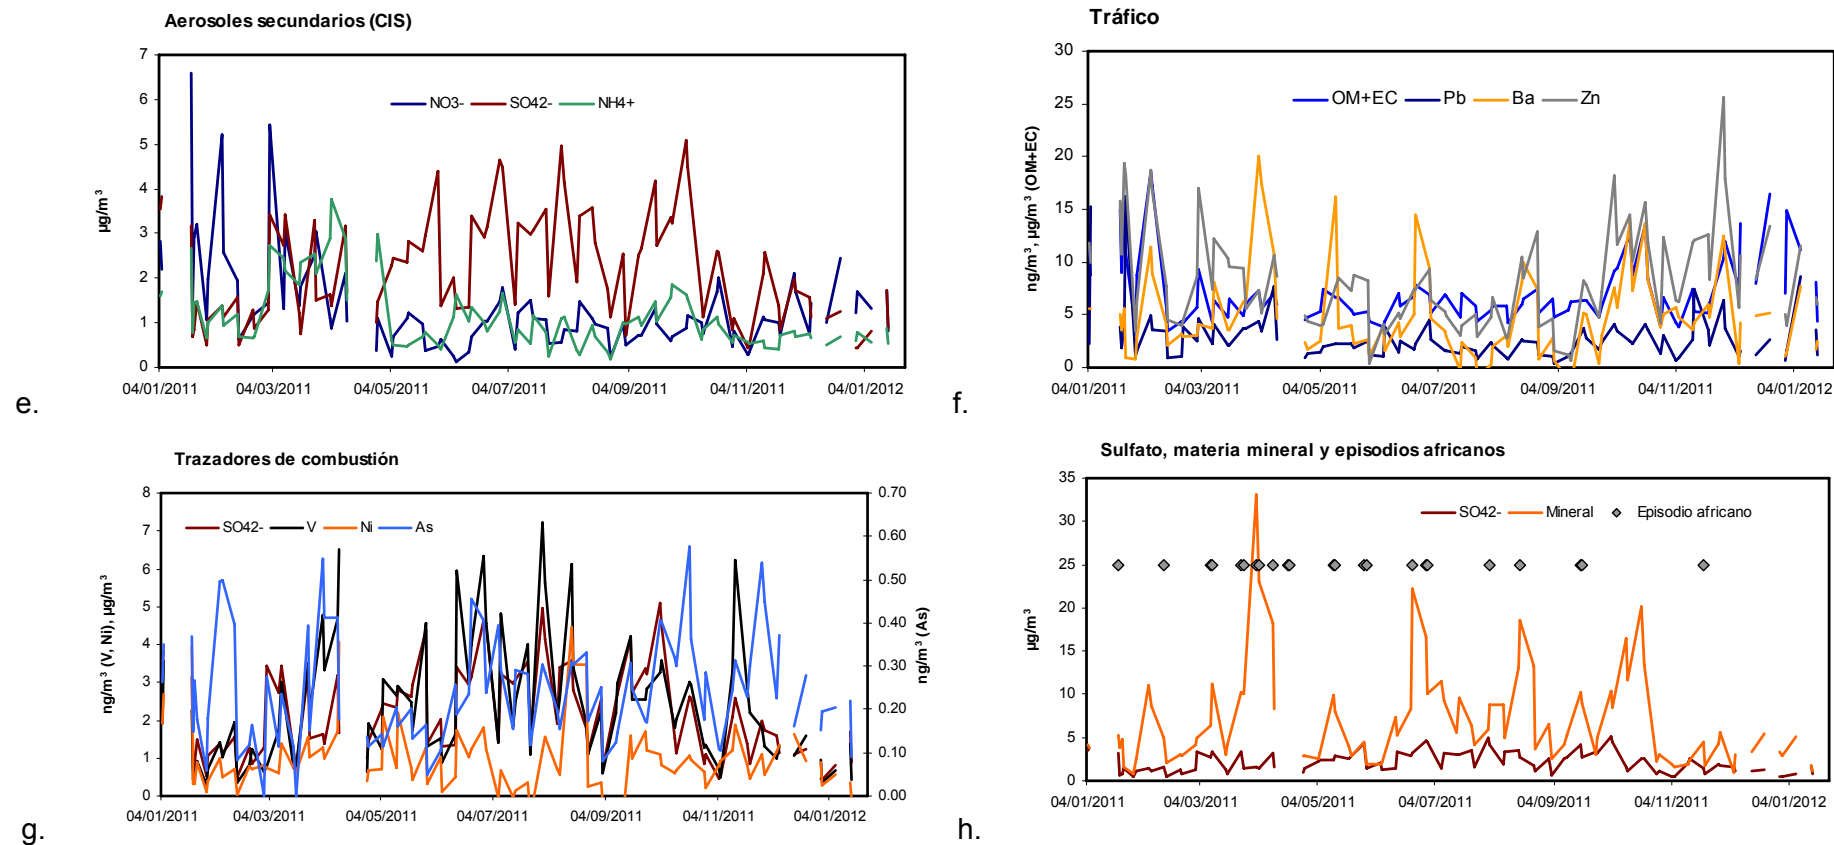 Aerosoles secundarios (CIS)
7
6
5
4
3
2
1
0
µg/m³
NO3-
SO42-
NH4+
04/01/2011
04/03/2011
04/05/2011
04/07/2011
04/09/2011
04/11/2011
04/01/2012
e.
Tráfico
30
25
20
15
10
5
0
ng/m³, µg/m³ (OM+EC)
OM+EC
Pb
Ba
Zn
04/01/2011
04/03/2011
04/05/2011
04/07/2011
04/09/2011
04/11/2011
04/01/2012
f.
Trazadores de combustión
8
7
6
5
4
3
2
1
0
ng/m³ (V, Ni), µg/m³
SO42-
V
Ni
As
0.70
0.60
0.50
0.40
0.30
0.20
0.10
0.00
ng/m³ (As)
04/01/2011
04/03/2011
04/05/2011
04/07/2011
04/09/2011
04/11/2011
04/01/2012
g.
Sulfato, materia mineral y episodios africanos
35
30
25
20
15
10
5
0
µg/m³
SO42-
Mineral
Episodio africano
04/01/2011
04/03/2011
04/05/2011
04/07/2011
04/09/2011
04/11/2011
04/01/2012
h.